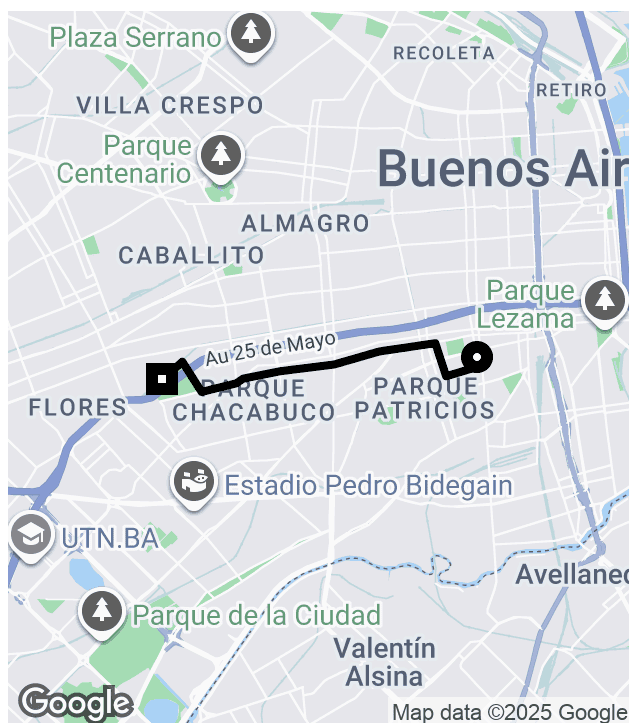 Plaza Serrano
RECOLETA
RETIRO
VILLA CRESPO
Parque
Centenario
Buenos Air
ALMAGRO
CABALLITO
Parque
Lezama
Au 25 de Mayo
FLORES
PARQUE
CHACABUCO
PARQUE
PATRICIOS
Estadio Pedro Bidegain
UTN.BA
Avellaned
Parque de la Ciudad
Valentín
Alsina
Google
Map data ©2025 Google